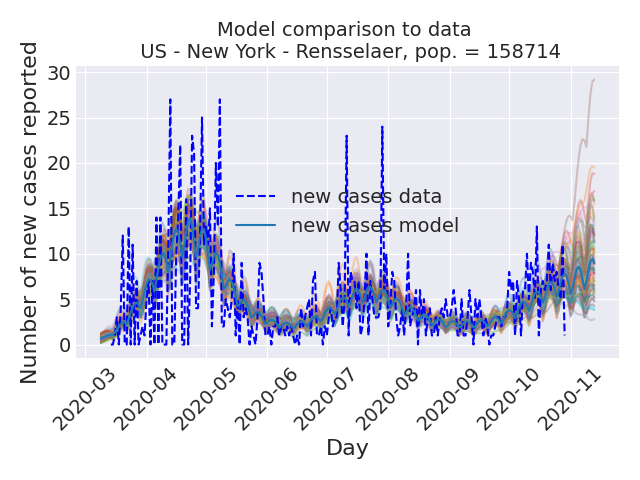 Model comparison to data
US - New York - Rensselaer, pop. = 158714
Number of new cases reported
30
25
20
15
10
5
0
new cases data
new cases model
2020-03
2020-04
2020-05
2020-06
2020-07
2020-08
2020-09
2020-10
2020-11
Day